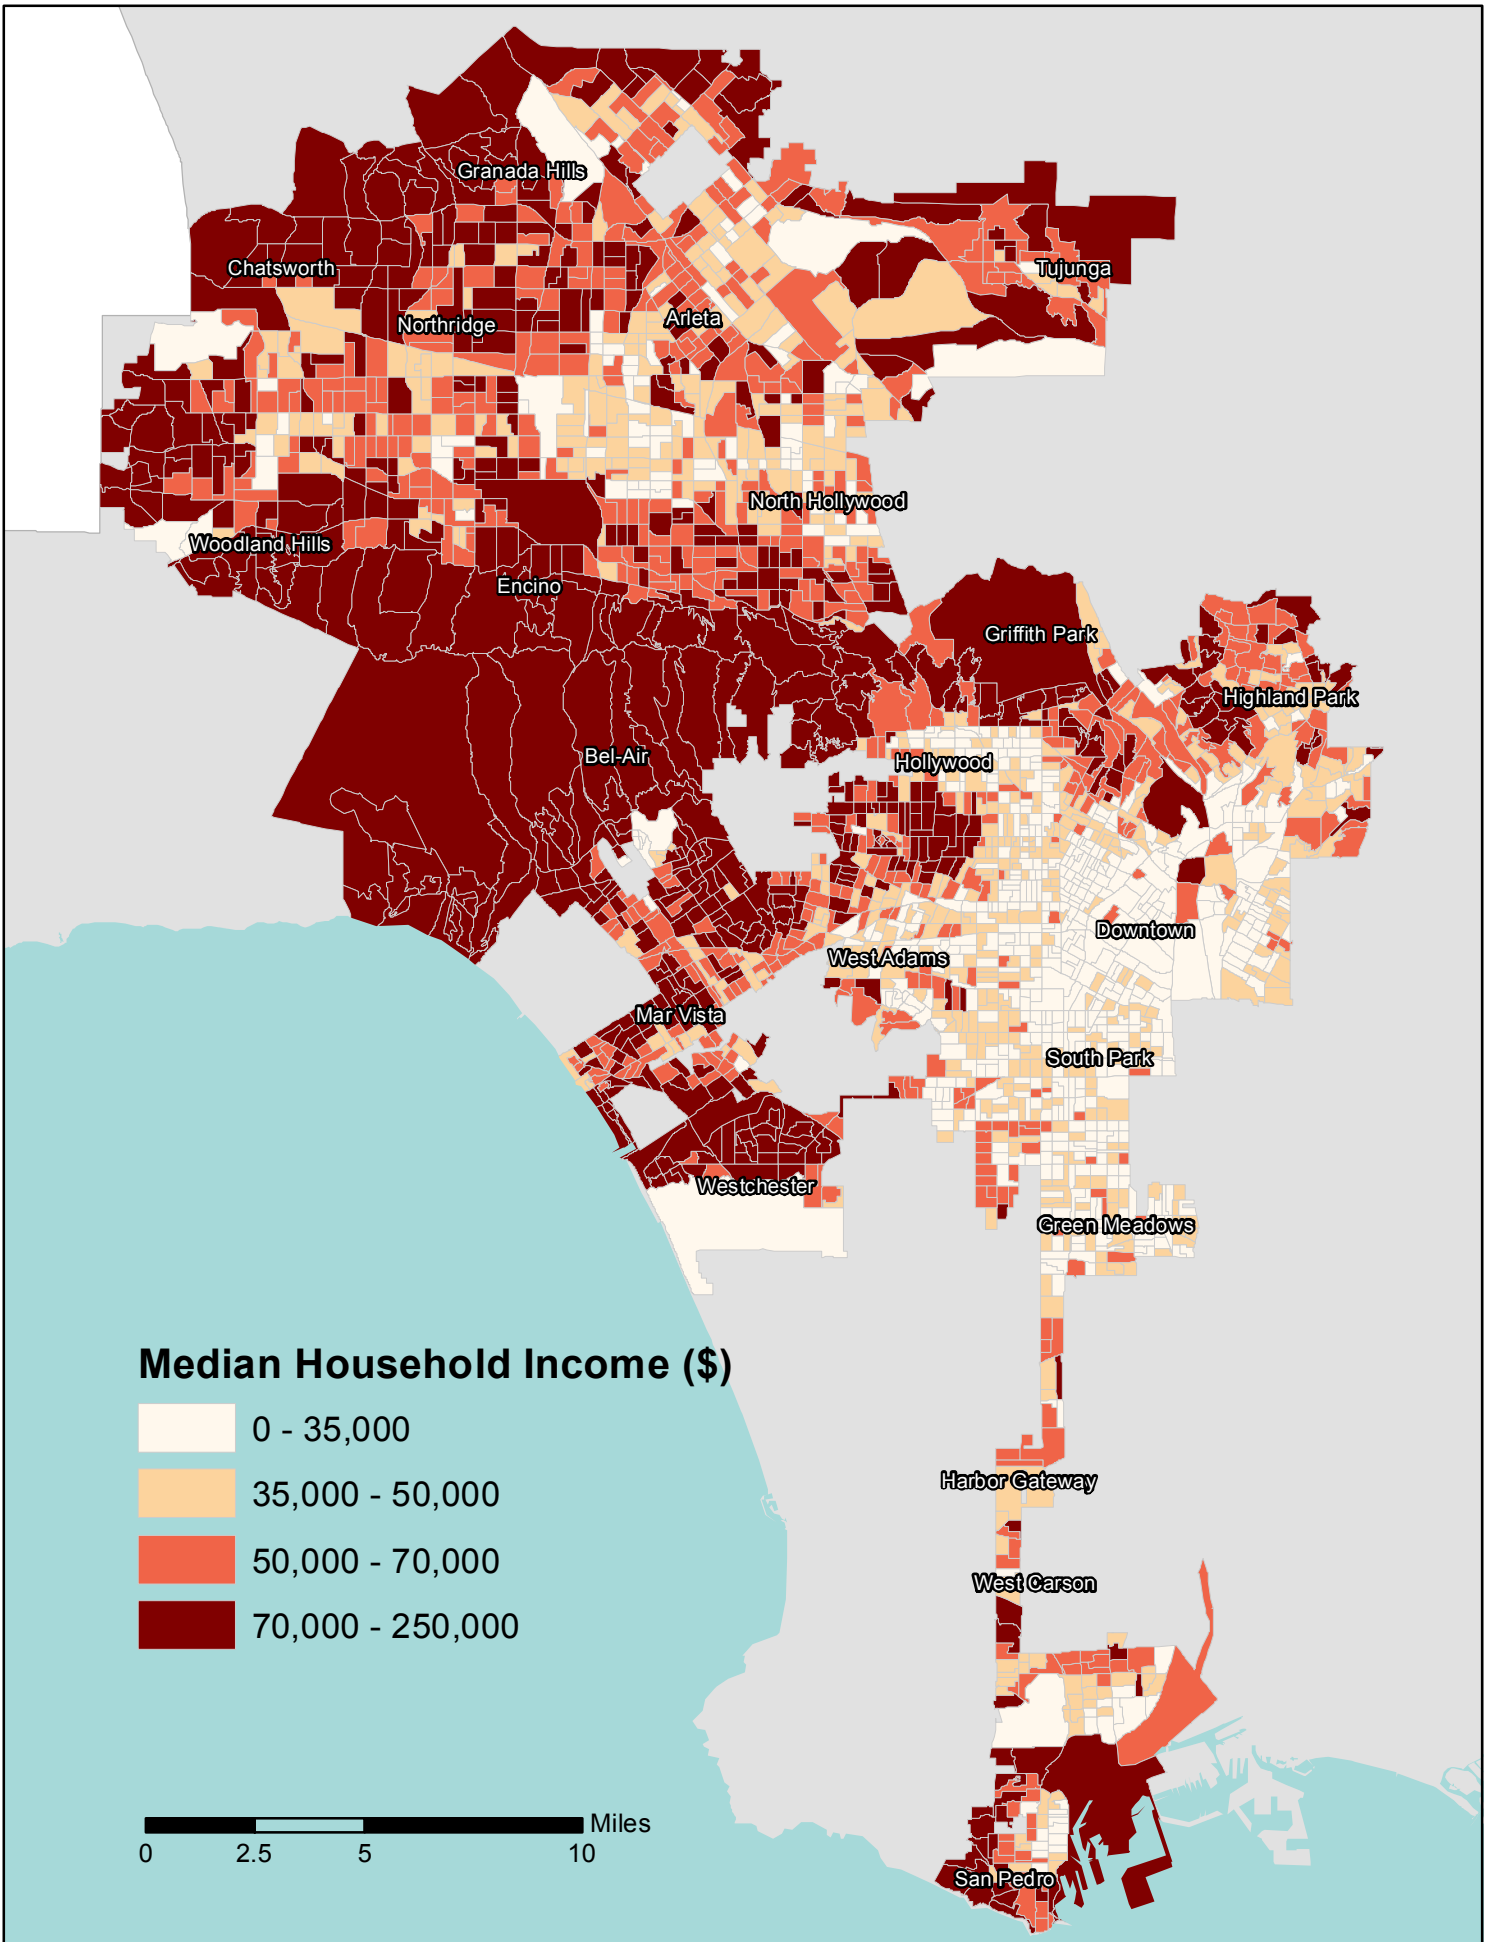 Granada Hills
Chatsworth
Tujunga
Northridge
Arleta
North Hollywood
Woodland Hills
Encino
Griffith Park
Highland Park
Bel-Air
Hollywood
Downtown
West Adams
Mar Vista
South Park
Westchester
Green Meadows
Median Household Income ($)
0 - 35,000
35,000 - 50,000
50,000 - 70,000
70,000 - 250,000
Harbor Gateway
West Carson
San Pedro
Miles
0 2.5 5 10